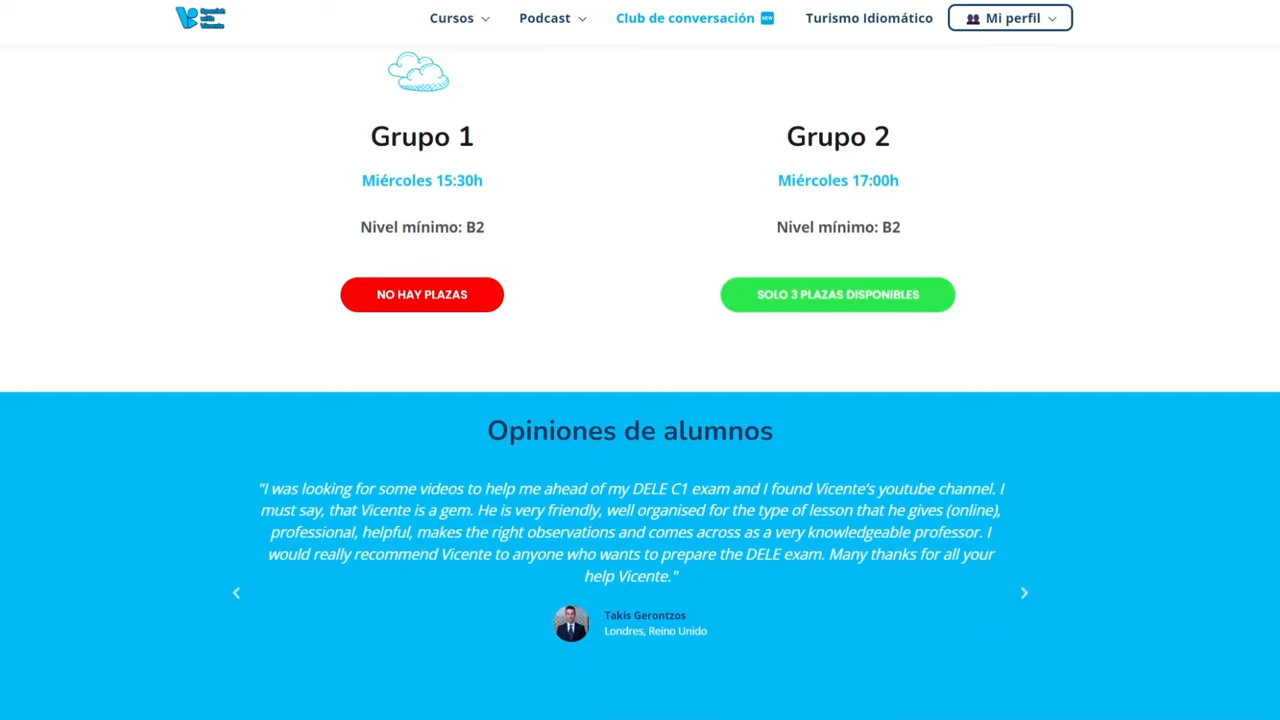 Spanish
with
Vicente
Cursos
Podcast
Club de conversación NEW
Turismo Idiomático
Mi perfil
Grupo 1
Miércoles 15:30h
Nivel mínimo: B2
NO HAY PLAZAS
Grupo 2
Miércoles 17:00h
Nivel mínimo: B2
SOLO 3 PLAZAS DISPONIBLES
Opiniones de alumnos
"I was looking for some videos to help me ahead of my DELE C1 exam and I found Vicente's youtube channel. I
must say, that Vicente is a gem. He is very friendly, well organised for the type of lesson that he gives (online),
professional, helpful, makes the right observations and comes across as a very knowledgeable professor. I
would really recommend Vicente to anyone who wants to prepare the DELE exam. Many thanks for all your
help Vicente."
Takis Gerontzos
Londres, Reino Unido